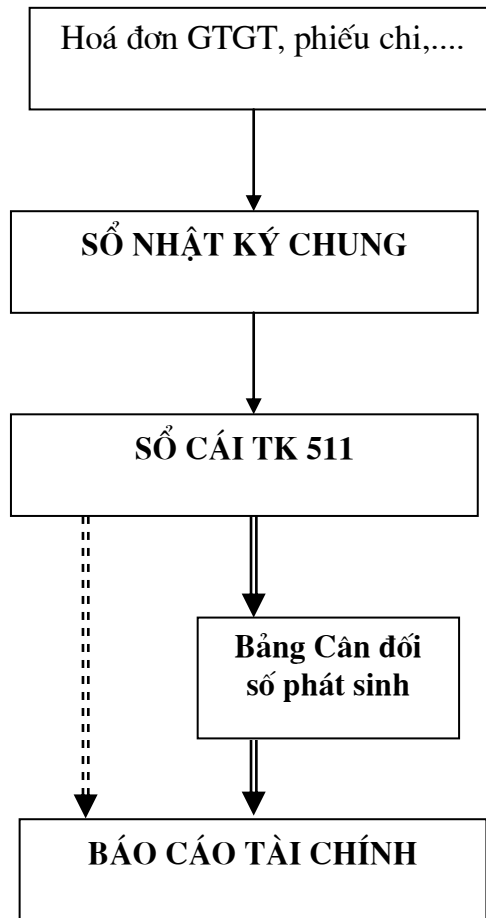 Hoá đơn GTGT, phiếu chi,....
SỔ NHẬT KÝ CHUNG
SỔ CÁI TK 511
Bảng Cân đối
số phát sinh
BÁO CÁO TÀI CHÍNH